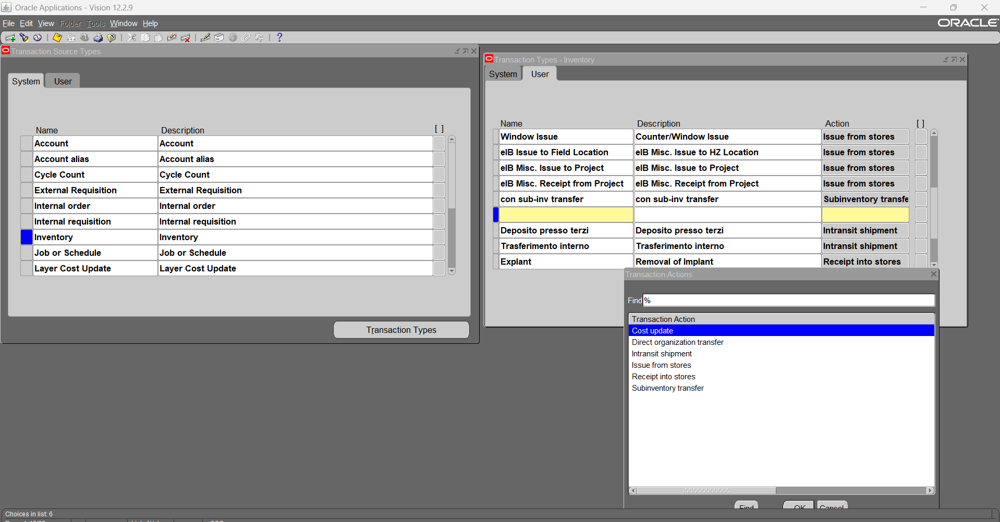 Oracle Applications - Vision 12.2.9
File Edit View Folder Tools Window Help
ORACLE
Transaction Source Types
System User
Name Description [ ]
Account Account
Account alias Account alias
Cycle Count Cycle Count
External Requisition External Requisition
Internal order Internal order
Internal requisition Internal requisition
Inventory Inventory
Job or Schedule Job or Schedule
Layer Cost Update Layer Cost Update
Transaction Types
Transaction Types - Inventory
System User
Name Description Action [ ]
Window Issue Counter/Window Issue Issue from stores
eIB Issue to Field Location eIB Misc. Issue to HZ Location Issue from stores
eIB Misc. Issue to Project eIB Misc. Issue to Project Issue from stores
eIB Misc. Receipt from Project eIB Misc. Receipt from Project Issue from stores
con sub-inv transfer con sub-inv transfer Subinventory transfe
Deposito presso terzi Deposito presso terzi Intransit shipment
Trasferimento interno Trasferimento interno Intransit shipment
Explant Removal of Implant Receipt into stores
Transaction Actions
Find %
Transaction Action
Cost update
Direct organization transfer
Intransit shipment
Issue from stores
Receipt into stores
Subinventory transfer
Find OK Cancel
Choices in list: 6